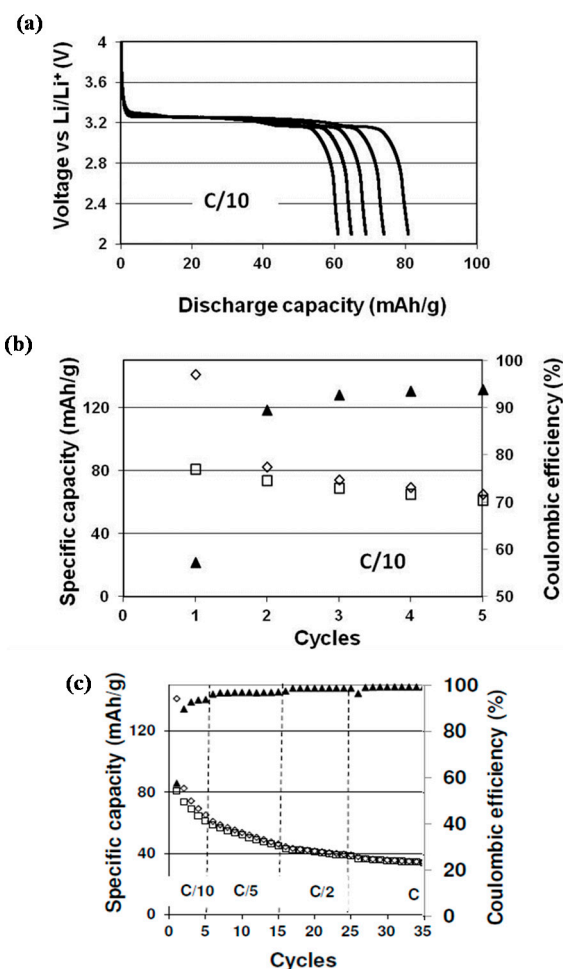 (a)
4
3.6
3.2
2.8
2.4
2
Voltage vs Li/Li⁺ (V)
C/10
0 20 40 60 80 100
Discharge capacity (mAh/g)
(b)
120
80
40
0
Specific capacity (mAh/g)
100
90
80
70
60
50
Coulombic efficiency (%)
C/10
0 1 2 3 4 5
Cycles
(c)
120
80
40
0
Specific capacity (mAh/g)
100
80
60
40
20
0
Coulombic efficiency (%)
C/10 C/5 C/2 C
0 5 10 15 20 25 30 35
Cycles